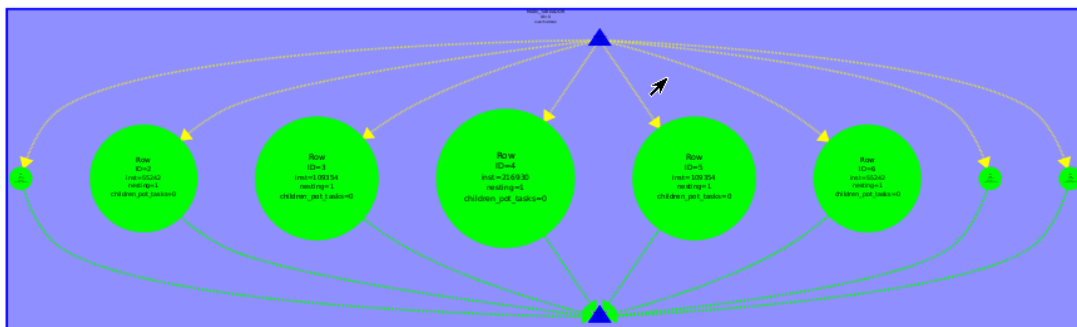 Row
ID=2
inst=55242
nesting=1
children_pot_tasks=0
Row
ID=3
inst=109354
nesting=1
children_pot_tasks=0
Row
ID=4
inst=216930
nesting=1
children_pot_tasks=0
Row
ID=5
inst=109354
nesting=1
children_pot_tasks=0
Row
ID=6
inst=55242
nesting=1
children_pot_tasks=0